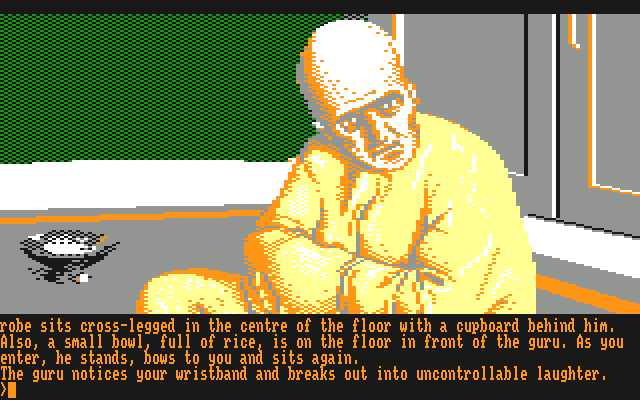 robe sits cross-legged in the centre of the floor with a cupboard behind him.
Also, a small bowl, full of rice, is on the floor in front of the guru. As you
enter, he stands, bows to you and sits again.
The guru notices your wristband and breaks out into uncontrollable laughter.
>